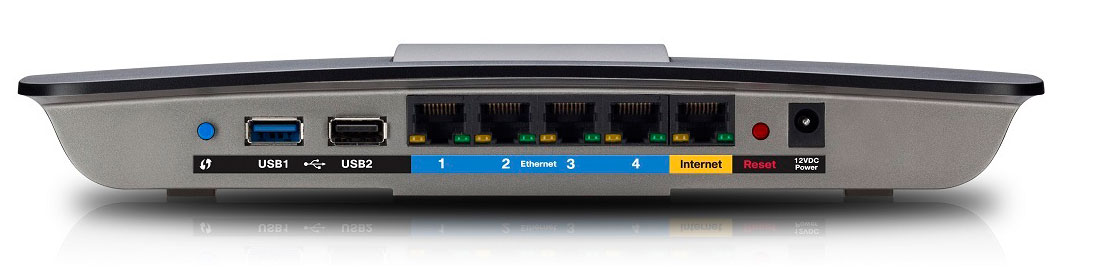 USB1 USB2 1 2 Ethernet 3 4 Internet Reset 12VDC
Power